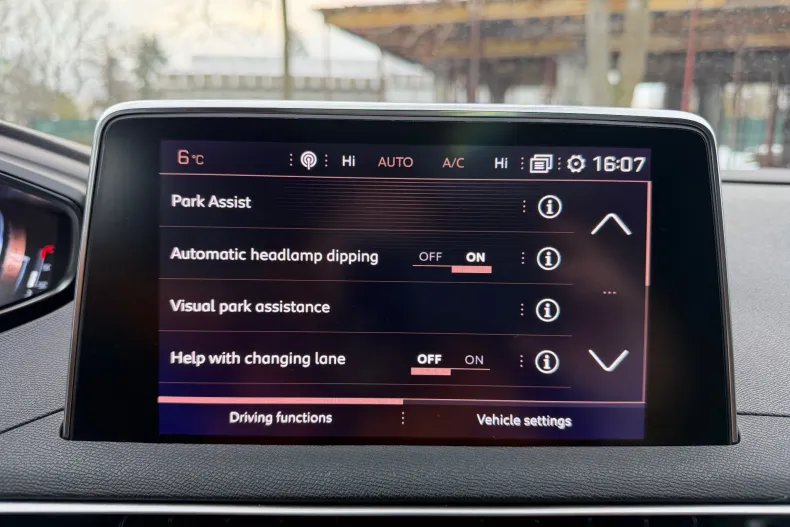 6°C Hi AUTO A/C Hi 16:07
Park Assist
Automatic headlamp dipping OFF ON
Visual park assistance
Help with changing lane OFF ON
Driving functions Vehicle settings